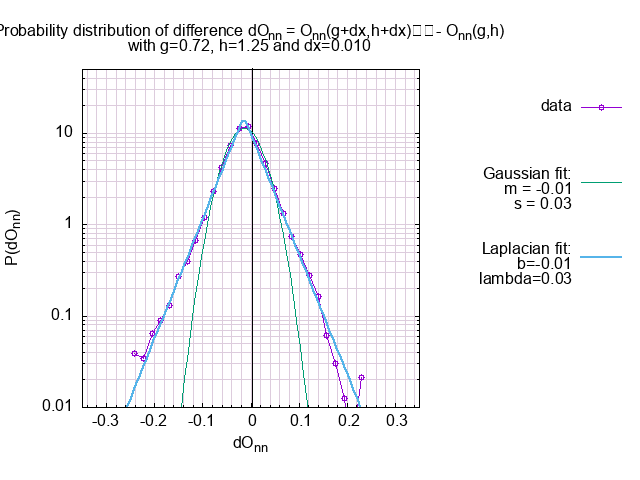 Probability distribution of difference dOnn = Onn(g+dx,h+dx)□□- Onn(g,h)
with g=0.72, h=1.25 and dx=0.010
data
Gaussian fit:
m = -0.01
s = 0.03
Laplacian fit:
b=-0.01
lambda=0.03
P(dOnn)
10
1
0.1
0.01
-0.3 -0.2 -0.1 0 0.1 0.2 0.3
dOnn